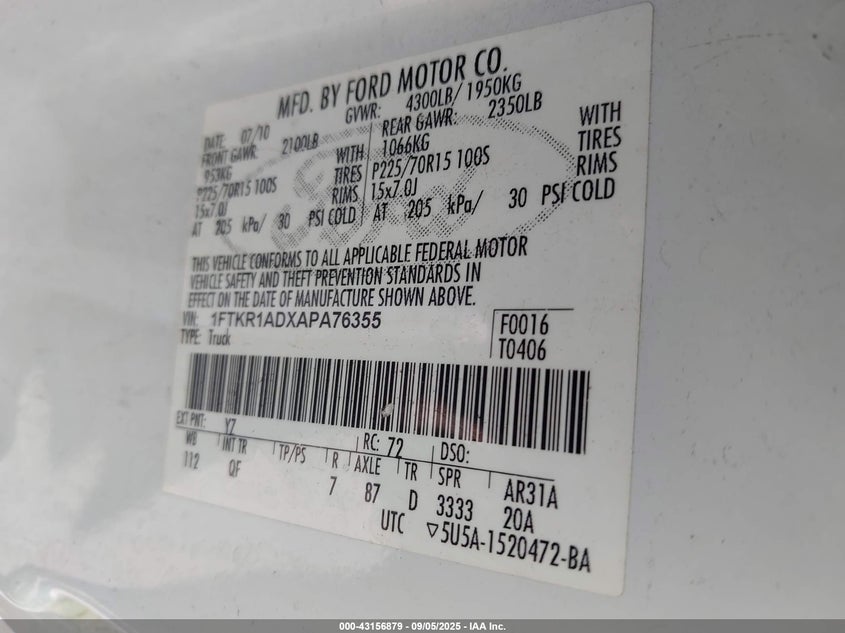 MFD. BY FORD MOTOR CO.
DATE: 07/10 GVWR: 4300LB/ 1950KG
FRONT GAWR: 2100LB REAR GAWR: 2350LB
953KG WITH 1066KG WITH
P225/70R15 100S TIRES P225/70R15 100S TIRES
15x7.0J RIMS 15x7.0J RIMS
AT 205 kPa/ 30 PSI COLD AT 205 kPa/ 30 PSI COLD
THIS VEHICLE CONFORMS TO ALL APPLICABLE FEDERAL MOTOR
VEHICLE SAFETY AND THEFT PREVENTION STANDARDS IN
EFFECT ON THE DATE OF MANUFACTURE SHOWN ABOVE.
VIN: 1FTKR1ADXAPA76355 F0016
TYPE: Truck T0406
EXT PNT: YZ RC: 72 DSO:
WB INT TR TP/PS R AXLE TR SPR AR31A
112 QF 7 87 D 3333 20A
UTC ▽5U5A-1520472-BA
000-43156879 - 09/05/2025 - IAA Inc.